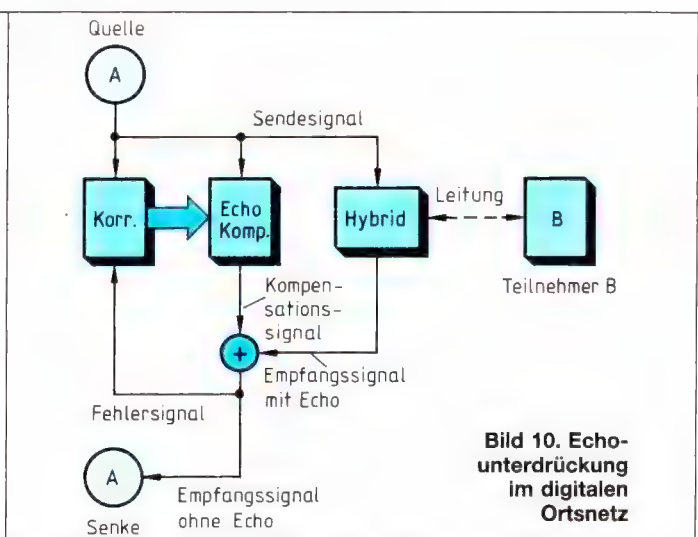 Quelle
A
Sendesignal
Korr.
Echo
Komp.
Hybrid
Leitung
B
Teilnehmer B
Kompen-
sations-
signal
+
Empfangssignal
mit Echo
Fehlersignal
A
Senke
Empfangssignal
ohne Echo
Bild 10. Echo-
unterdrückung
im digitalen
Ortsnetz